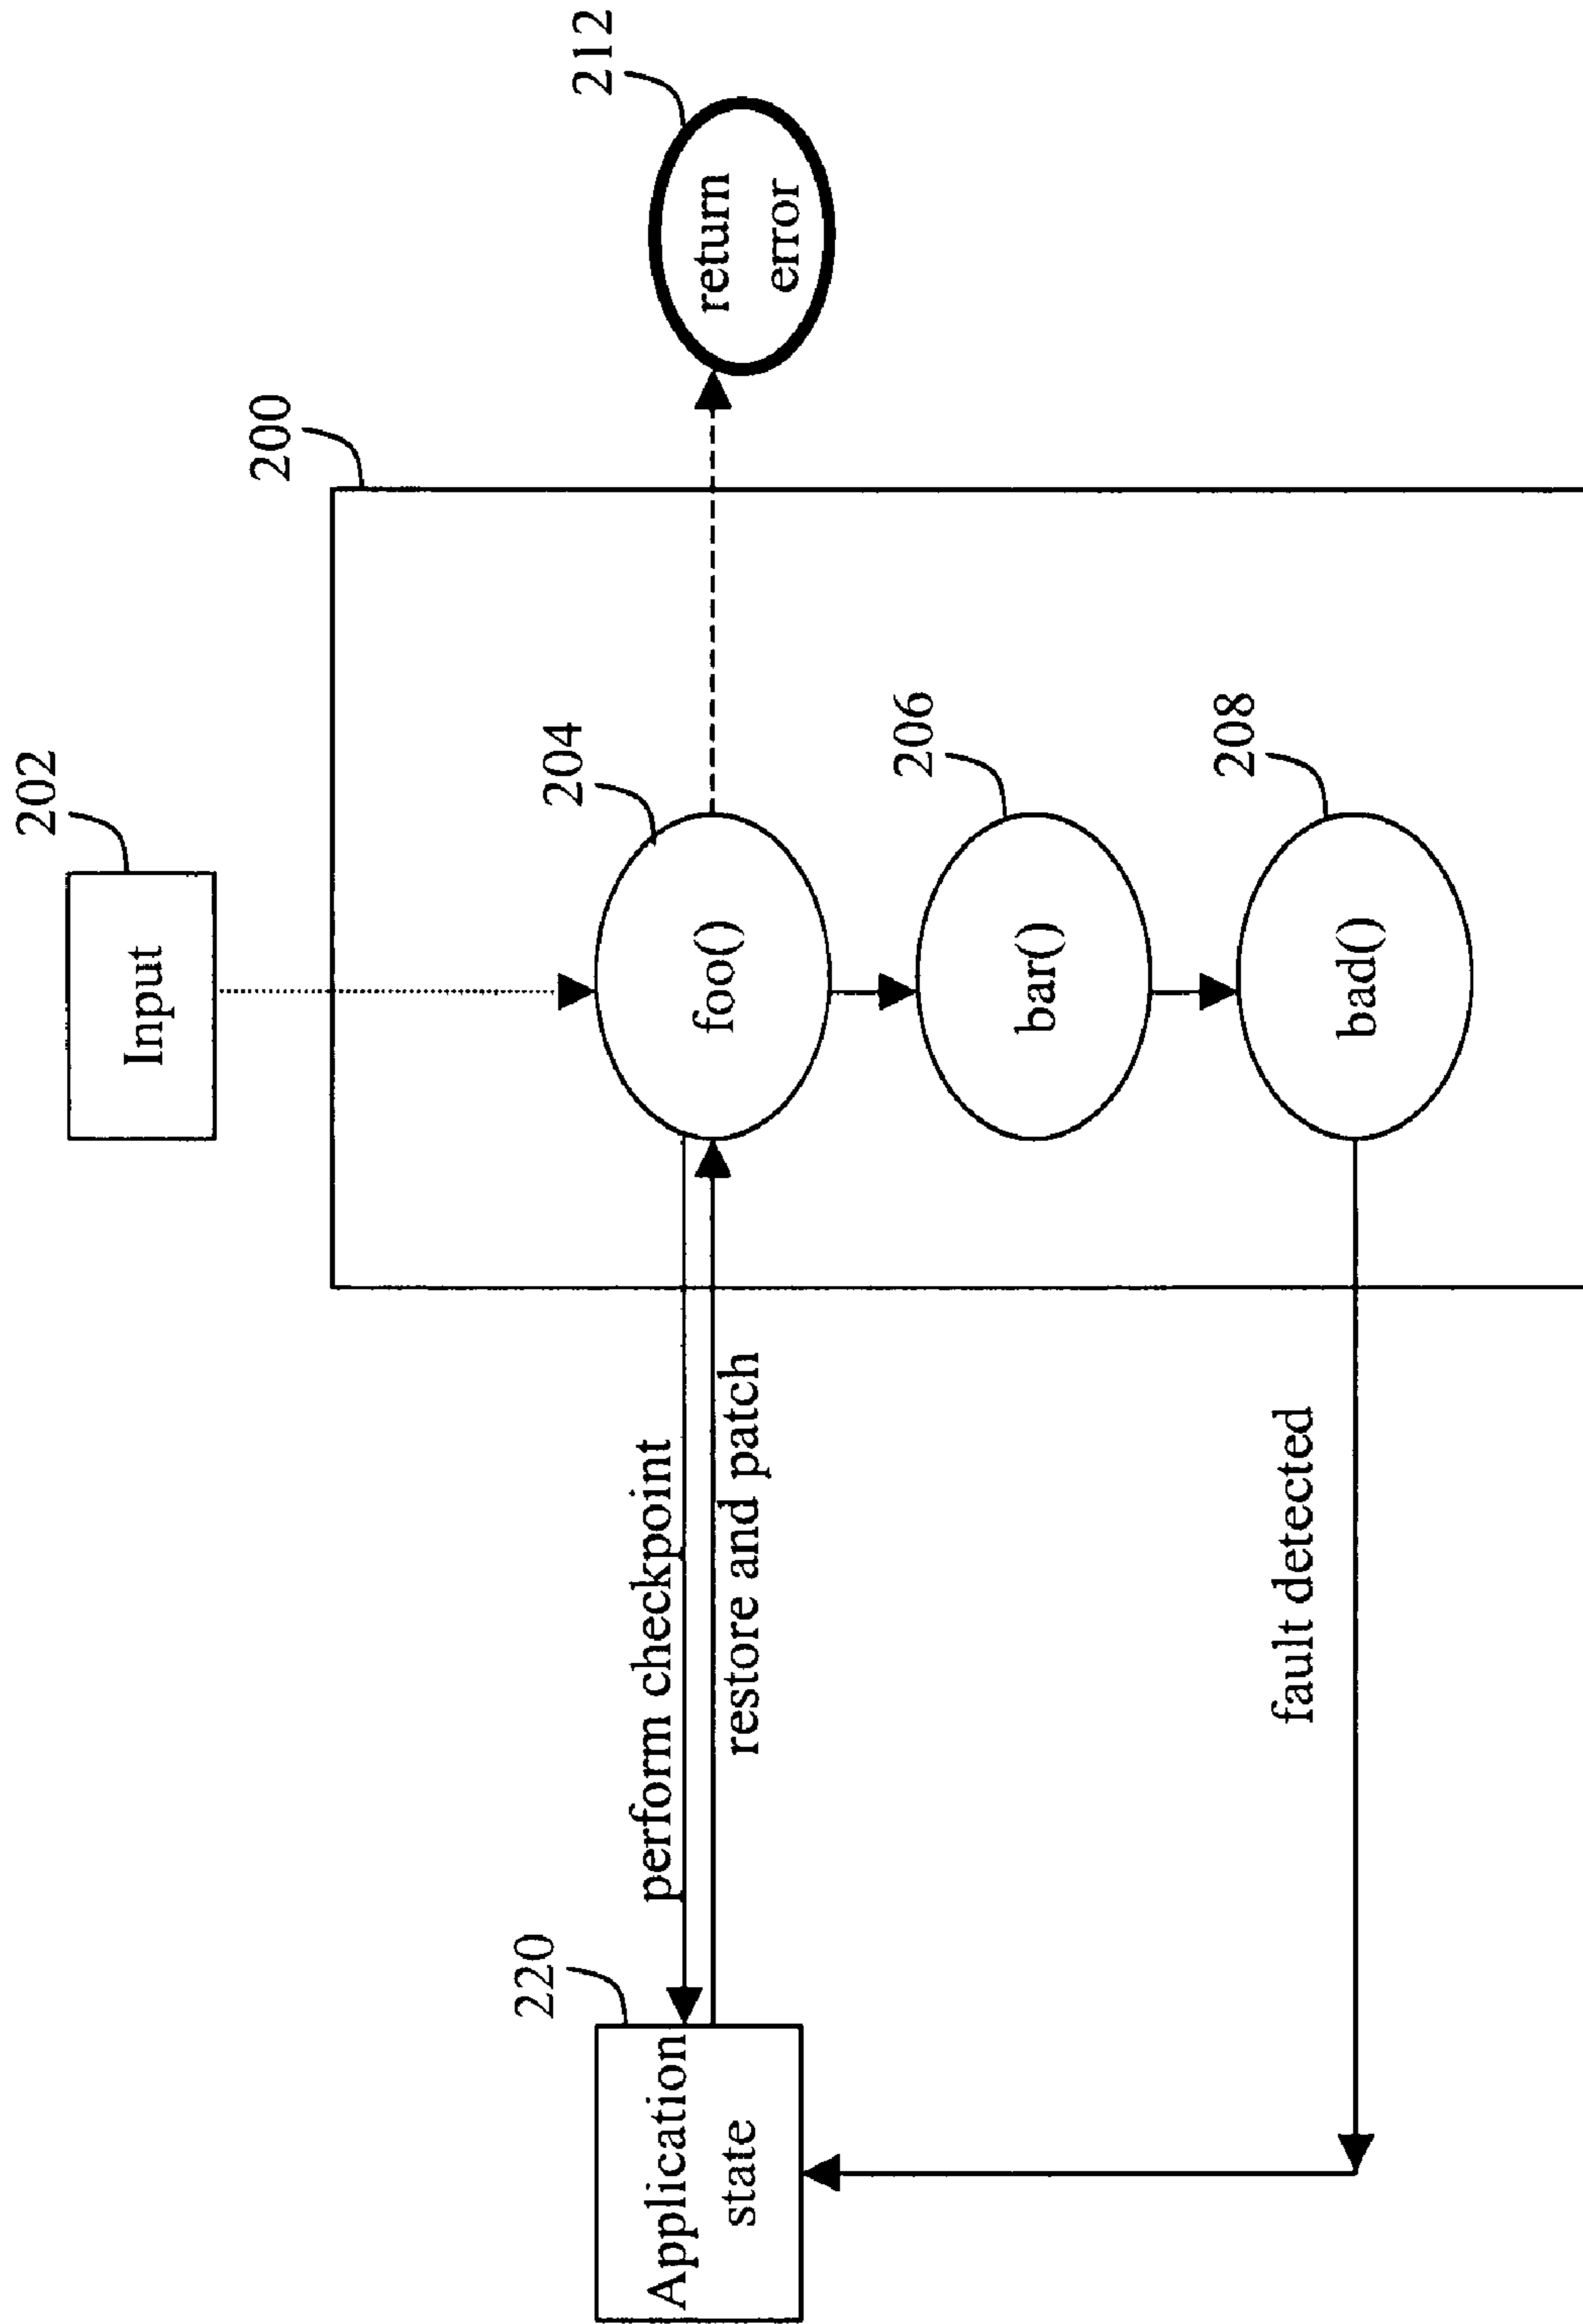 202
Input
200
220
204
212
Application
state
perform checkpoint
restore and patch
foo()
return
error
206
bar()
208
fault detected
bad()